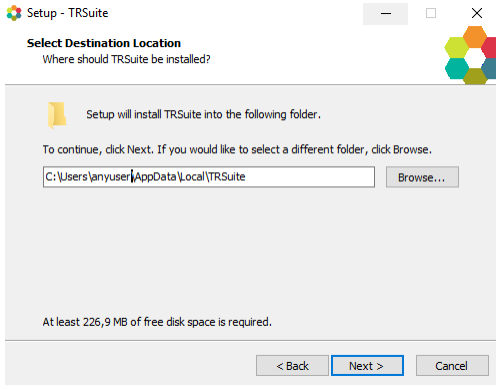 Setup - TRSuite
Select Destination Location
Where should TRSuite be installed?
Setup will install TRSuite into the following folder.
To continue, click Next. If you would like to select a different folder, click Browse.
C:\Users\anyuser\AppData\Local\TRSuite
Browse...
At least 226,9 MB of free disk space is required.
< Back
Next >
Cancel